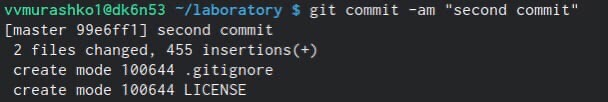 vvmurashko1@dk6n53 ~/laboratory $ git commit -am "second commit"
[master 99e6ff1] second commit
 2 files changed, 455 insertions(+)
 create mode 100644 .gitignore
 create mode 100644 LICENSE